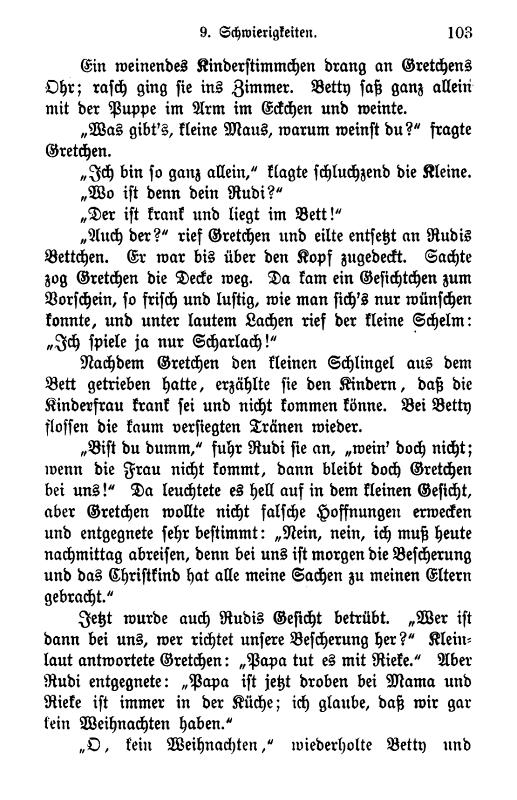 9. Schwierigkeiten. 103
Ein weinendes Kinderstimmchen drang an Gretchens
Ohr; rasch ging sie ins Zimmer. Betty saß ganz allein
mit der Puppe im Arm im Eckchen und weinte.
„Was gibt's, kleine Maus, warum weinst du?“ fragte
Gretchen.
„Ich bin so ganz allein,“ klagte schluchzend die Kleine.
„Wo ist denn dein Rudi?“
„Der ist krank und liegt im Bett!“
„Auch der?“ rief Gretchen und eilte entsetzt an Rudis
Bettchen. Er war bis über den Kopf zugedeckt. Sachte
zog Gretchen die Decke weg. Da kam ein Gesichtchen zum
Vorschein, so frisch und lustig, wie man sich's nur wünschen
konnte, und unter lautem Lachen rief der kleine Schelm:
„Ich spiele ja nur Scharlach!“
Nachdem Gretchen den kleinen Schlingel aus dem
Bett getrieben hatte, erzählte sie den Kindern, daß die
Kinderfrau krank sei und nicht kommen könne. Bei Betty
flossen die kaum versiegten Tränen wieder.
„Bist du dumm,“ fuhr Rudi sie an, „wein' doch nicht;
wenn die Frau nicht kommt, dann bleibt doch Gretchen
bei uns!“ Da leuchtete es hell auf in dem kleinen Gesicht,
aber Gretchen wollte nicht falsche Hoffnungen erwecken
und entgegnete sehr bestimmt: „Nein, nein, ich muß heute
nachmittag abreisen, denn bei uns ist morgen die Bescherung
und das Christkind hat alle meine Sachen zu meinen Eltern
gebracht.“
Jetzt wurde auch Rudis Gesicht betrübt. „Wer ist
dann bei uns, wer richtet unsere Bescherung her?“ Klein-
laut antwortete Gretchen: „Papa tut es mit Rieke.“ Aber
Rudi entgegnete: „Papa ist jetzt droben bei Mama und
Rieke ist immer in der Küche; ich glaube, daß wir gar
kein Weihnachten haben.“
„O, kein Weihnachten,“ wiederholte Betty und